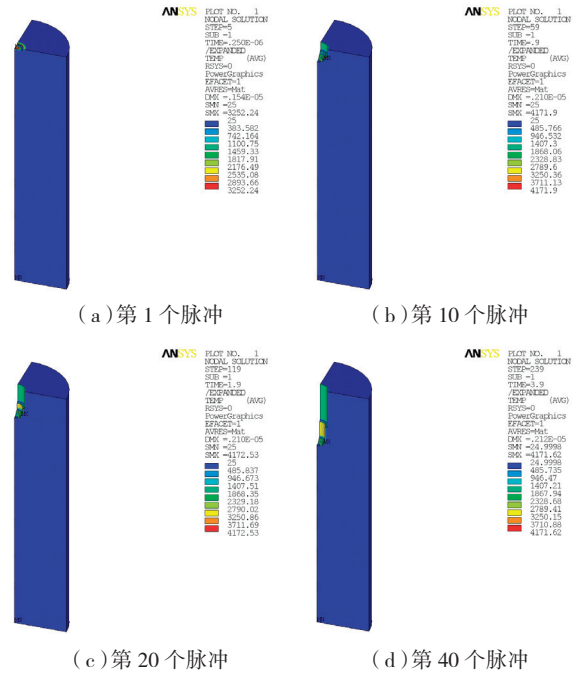 ANSYS
PLOT NO. 1
NODAL SOLUTION
STEP=5
SUB =1
TIME=.250E-06
/EXPANDED
TEMP (AVG)
RSYS=0
PowerGraphics
EFACET=1
AVRES=Mat
DMX =.154E-05
SMN =25
SMX =3252.24
25
383.582
742.164
1100.75
1459.33
1817.91
2176.49
2535.08
2893.66
3252.24
(a)第1个脉冲
ANSYS
PLOT NO. 1
NODAL SOLUTION
STEP=59
SUB =1
TIME=.9
/EXPANDED
TEMP (AVG)
RSYS=0
PowerGraphics
EFACET=1
AVRES=Mat
DMX =.210E-05
SMN =25
SMX =4171.9
25
485.766
946.532
1407.3
1868.06
2328.83
2789.6
3250.36
3711.13
4171.9
(b)第10个脉冲
ANSYS
PLOT NO. 1
NODAL SOLUTION
STEP=119
SUB =1
TIME=1.9
/EXPANDED
TEMP (AVG)
RSYS=0
PowerGraphics
EFACET=1
AVRES=Mat
DMX =.210E-05
SMN =25
SMX =4172.53
25
485.837
946.673
1407.51
1868.35
2329.18
2790.02
3250.86
3711.69
4172.53
(c)第20个脉冲
ANSYS
PLOT NO. 1
NODAL SOLUTION
STEP=239
SUB =1
TIME=3.9
/EXPANDED
TEMP (AVG)
RSYS=0
PowerGraphics
EFACET=1
AVRES=Mat
DMX =.212E-05
SMN =24.9998
SMX =4171.62
24.9998
485.735
946.47
1407.21
1867.94
2328.68
2789.41
3250.15
3710.88
4171.62
(d)第40个脉冲